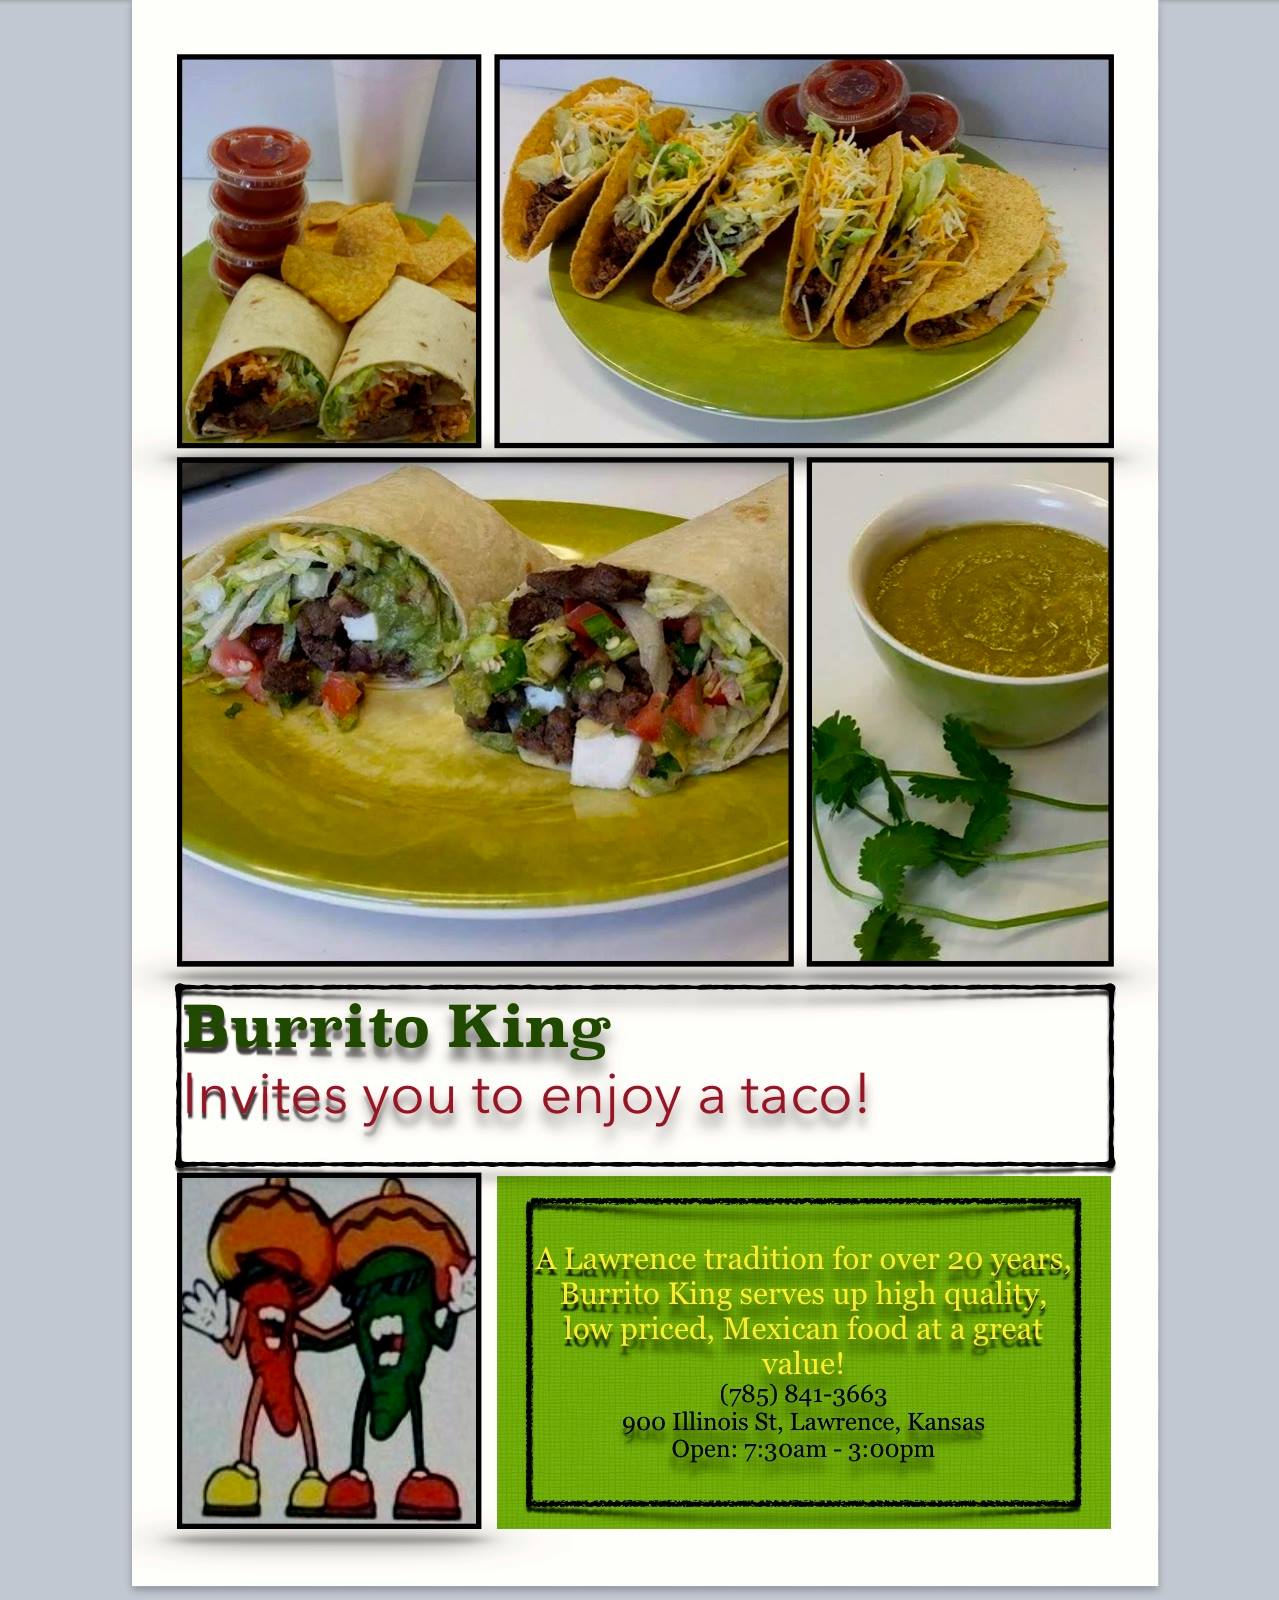 Burrito King
Invites you to enjoy a taco!
A Lawrence tradition for over 20 years,
Burrito King serves up high quality,
low priced, Mexican food at a great
value!
(785) 841-3663
900 Illinois St, Lawrence, Kansas
Open: 7:30am - 3:00pm